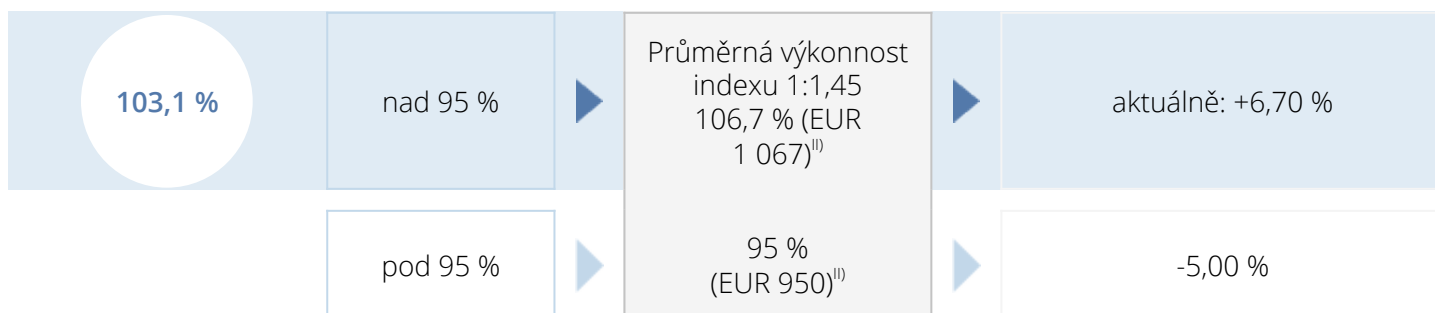 103,1 %
nad 95 %
Průměrná výkonnost
indexu 1:1,45
106,7 % (EUR
1 067)II)
aktuálně: +6,70 %
pod 95 %
95 %
(EUR 950)II)
-5,00 %